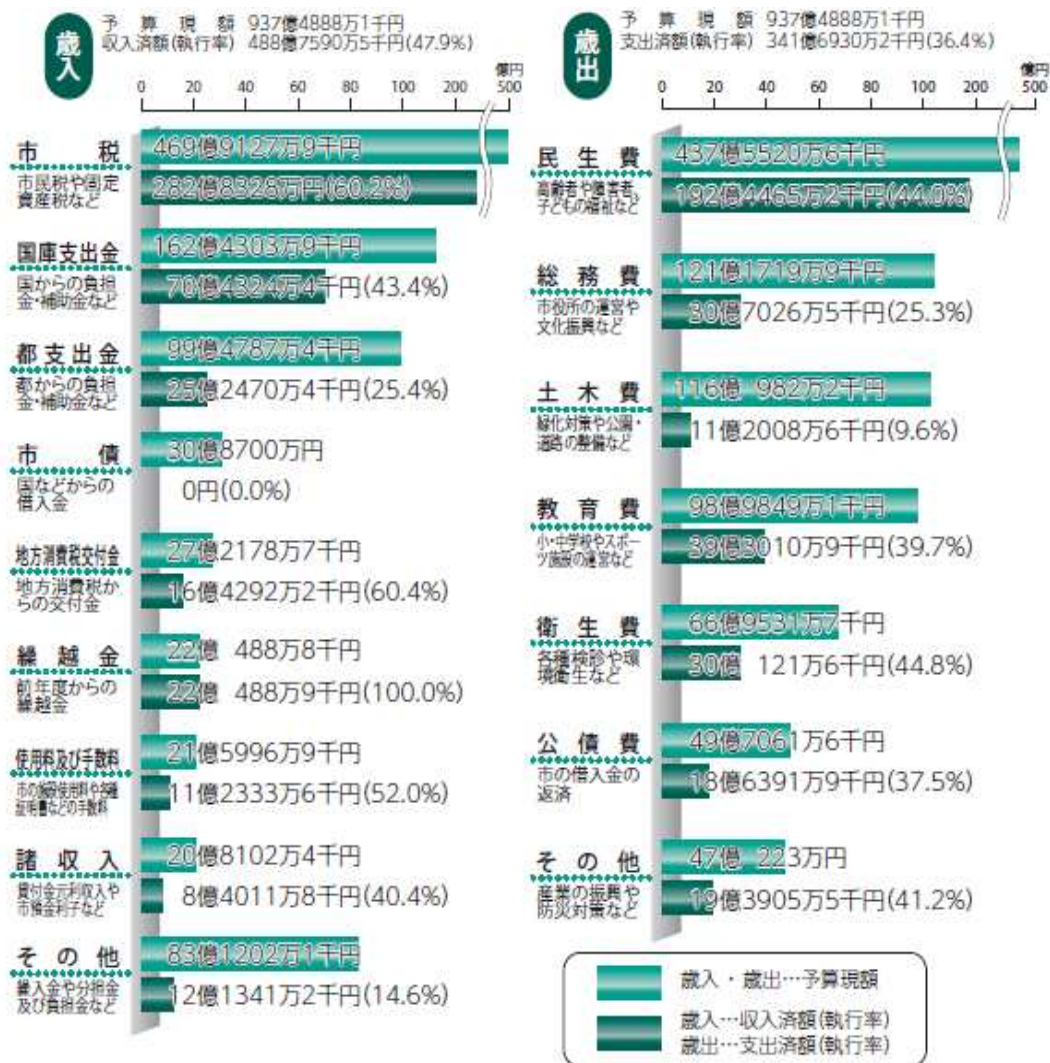 歳入
予算現額 937億4888万1千円
収入済額(執行率) 488億7590万5千円(47.9%)
億円
0 20 40 60 80 100 200 500
市税
469億9127万9千円
市民税や固定
資産税など
282億8328万円(60.2%)
国庫支出金
162億4303万9千円
国からの負担
金・補助金など
70億4324万4千円(43.4%)
都支出金
99億4787万4千円
都からの負担
金・補助金など
25億2470万4千円(25.4%)
市債
30億8700万円
国などからの
借入金
0円(0.0%)
地方消費税交付金
27億2178万7千円
地方消費税か
らの交付金
16億4292万2千円(60.4%)
繰越金
22億 488万8千円
前年度からの
繰越金
22億 488万9千円(100.0%)
使用料及び手数料
21億5996万9千円
市の施設使用料や各種
証明書などの手数料
11億2333万6千円(52.0%)
諸収入
20億8102万4千円
貸付金元利収入や
市預金利子など
8億4011万8千円(40.4%)
その他
83億1202万1千円
繰入金や分担金
及び負担金など
12億1341万2千円(14.6%)
歳出
予算現額 937億4888万1千円
支出済額(執行率) 341億6930万2千円(36.4%)
億円
0 20 40 60 80 100 200 500
民生費
437億5520万6千円
高齢者や障害者、
子どもの福祉など
192億4465万2千円(44.0%)
総務費
121億1719万9千円
市役所の運営や
文化振興など
30億7026万5千円(25.3%)
土木費
116億 982万2千円
緑化対策や公園・
道路の整備など
11億2008万6千円(9.6%)
教育費
98億9849万1千円
小・中学校やスポー
ツ施設の運営など
39億3010万9千円(39.7%)
衛生費
66億9531万7千円
各種検診や環
境衛生など
30億 121万6千円(44.8%)
公債費
49億7061万6千円
市の借入金の
返済
18億6391万9千円(37.5%)
その他
47億 223万円
産業の振興や
防災対策など
19億3905万5千円(41.2%)
歳入・歳出…予算現額
歳入…収入済額(執行率)
歳出…支出済額(執行率)